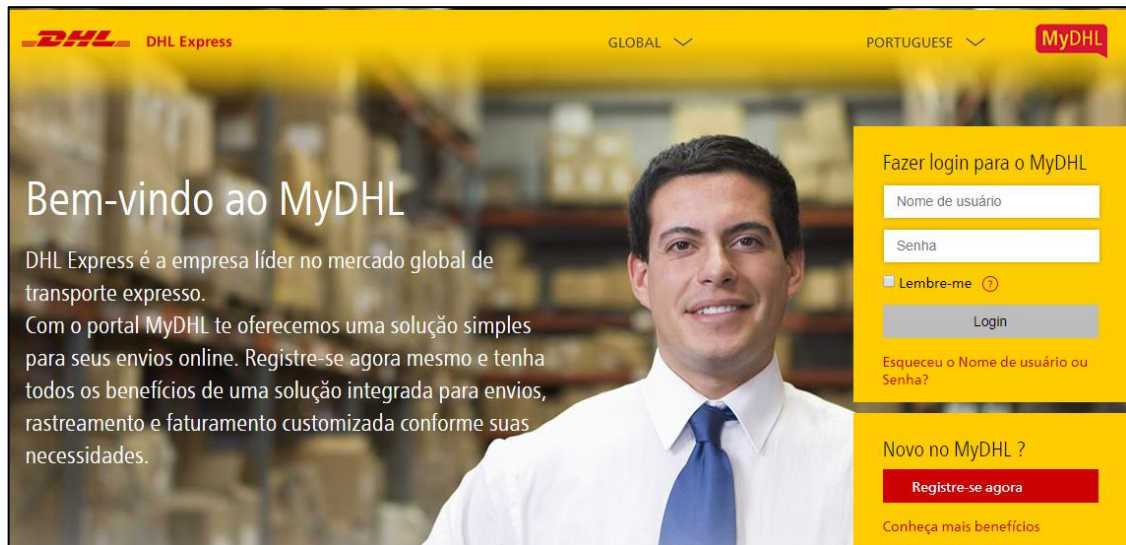 DHL DHL Express GLOBAL PORTUGUESE MyDHL
Bem-vindo ao MyDHL
DHL Express é a empresa líder no mercado global de
transporte expresso.
Com o portal MyDHL te oferecemos uma solução simples
para seus envios online. Registre-se agora mesmo e tenha
todos os benefícios de uma solução integrada para envios,
rastreamento e faturamento customizada conforme suas
necessidades.
Fazer login para o MyDHL
Nome de usuário
Senha
Lembre-me ?
Login
Esqueceu o Nome de usuário ou
Senha?
Novo no MyDHL ?
Registre-se agora
Conheça mais benefícios